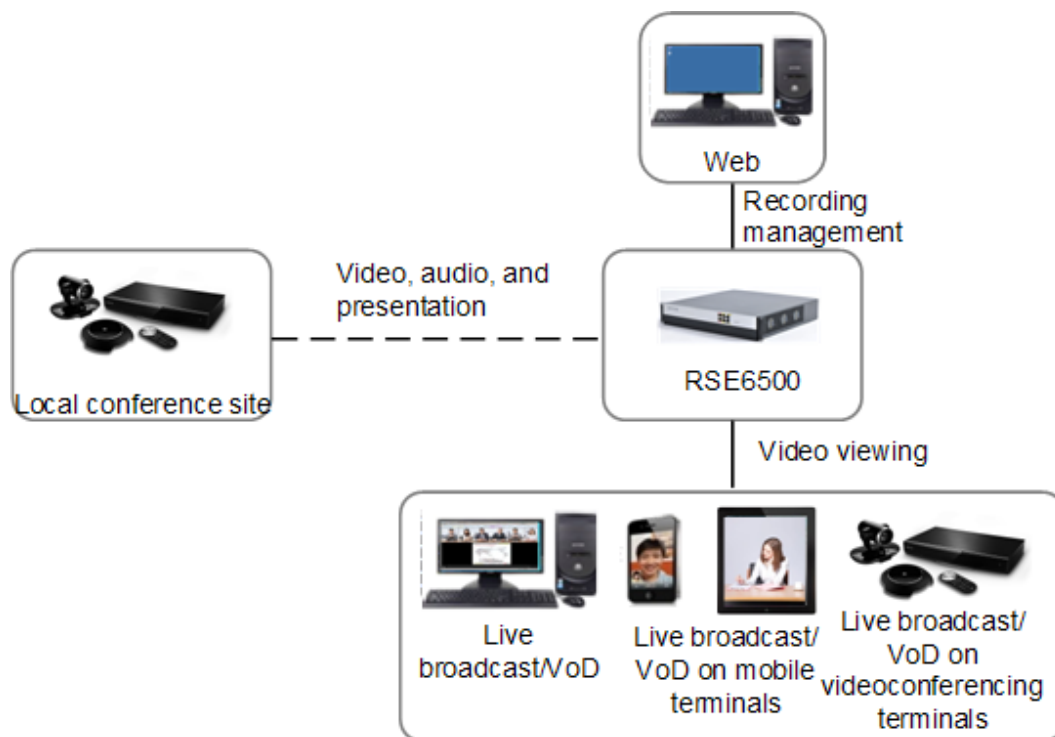 Web
Recording
management
Video, audio, and
presentation
Local conference site
RSE6500
Video viewing
Live
broadcast/VoD
Live broadcast/
VoD on mobile
terminals
Live broadcast/
VoD on
videoconferencing
terminals